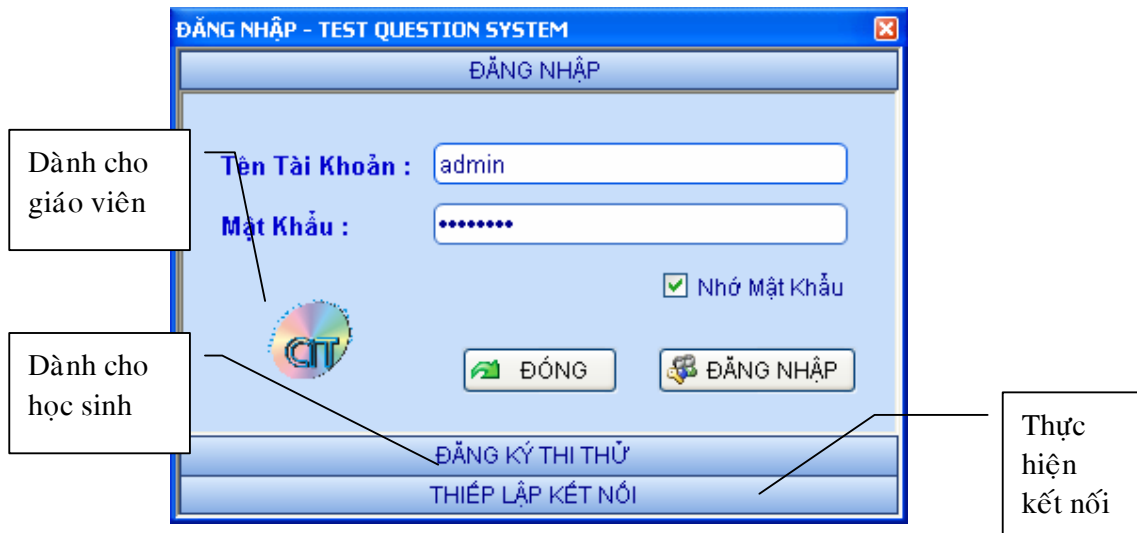 ĐĂNG NHẬP - TEST QUESTION SYSTEM
ĐĂNG NHẬP
Dành cho
giáo viên
Tên Tài Khoản : admin
Mật Khẩu : ••••••••
Nhớ Mật Khẩu
CIT
Dành cho
học sinh
ĐÓNG ĐĂNG NHẬP
ĐĂNG KÝ THI THỬ
THIẾP LẬP KẾT NỐI
Thực
hiện
kết nối